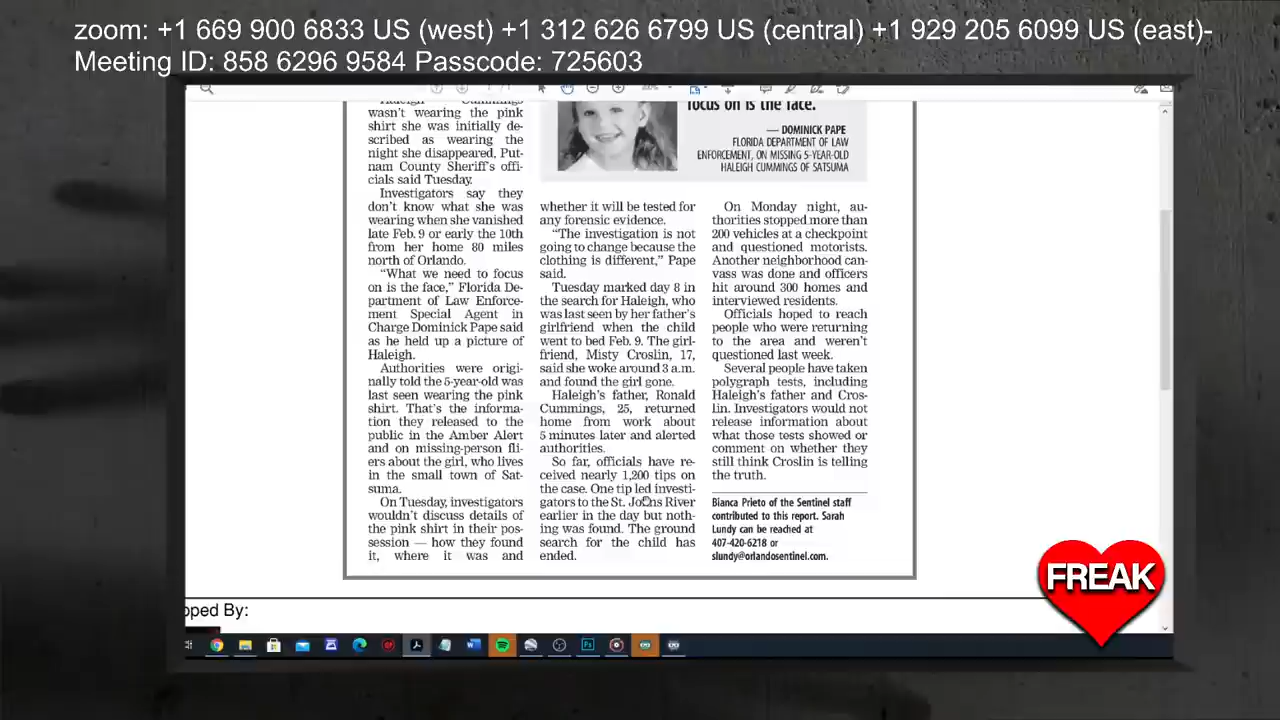 zoom: +1 669 900 6833 US (west) +1 312 626 6799 US (central) +1 929 205 6099 US (east)-
Meeting ID: 858 6296 9584 Passcode: 725603
Haleigh Cummings
wasn't wearing the pink
shirt she was initially de-
scribed as wearing the
night she disappeared, Put-
nam County Sheriff's offi-
cials said Tuesday.
Investigators say they
don't know what she was
wearing when she vanished
late Feb. 9 or early the 10th
from her home 80 miles
north of Orlando.
"What we need to focus
on is the face," Florida De-
partment of Law Enforce-
ment Special Agent in
Charge Dominick Pape said
as he held up a picture of
Haleigh.
Authorities were origi-
nally told the 5-year-old was
last seen wearing the pink
shirt. That's the informa-
tion they released to the
public in the Amber Alert
and on missing-person fli-
ers about the girl, who lives
in the small town of Sat-
suma.
On Tuesday, investigators
wouldn't discuss details of
the pink shirt in their pos-
session — how they found
it, where it was and
focus on is the face.
— DOMINICK PAPE
FLORIDA DEPARTMENT OF LAW
ENFORCEMENT, ON MISSING 5-YEAR-OLD
HALEIGH CUMMINGS OF SATSUMA
whether it will be tested for
any forensic evidence.
"The investigation is not
going to change because the
clothing is different," Pape
said.
Tuesday marked day 8 in
the search for Haleigh, who
was last seen by her father's
girlfriend when the child
went to bed Feb. 9. The girl-
friend, Misty Croslin, 17,
said she woke around 3 a.m.
and found the girl gone.
Haleigh's father, Ronald
Cummings, 25, returned
home from work about
5 minutes later and alerted
authorities.
So far, officials have re-
ceived nearly 1,200 tips on
the case. One tip led investi-
gators to the St. Johns River
earlier in the day but noth-
ing was found. The ground
search for the child has
ended.
On Monday night, au-
thorities stopped more than
200 vehicles at a checkpoint
and questioned motorists.
Another neighborhood can-
vass was done and officers
hit around 300 homes and
interviewed residents.
Officials hoped to reach
people who were returning
to the area and weren't
questioned last week.
Several people have taken
polygraph tests, including
Haleigh's father and Cros-
lin. Investigators would not
release information about
what those tests showed or
comment on whether they
still think Croslin is telling
the truth.
Bianca Prieto of the Sentinel staff
contributed to this report. Sarah
Lundy can be reached at
407-420-6218 or
slundy@orlandosentinel.com.
pped By:
FREAK